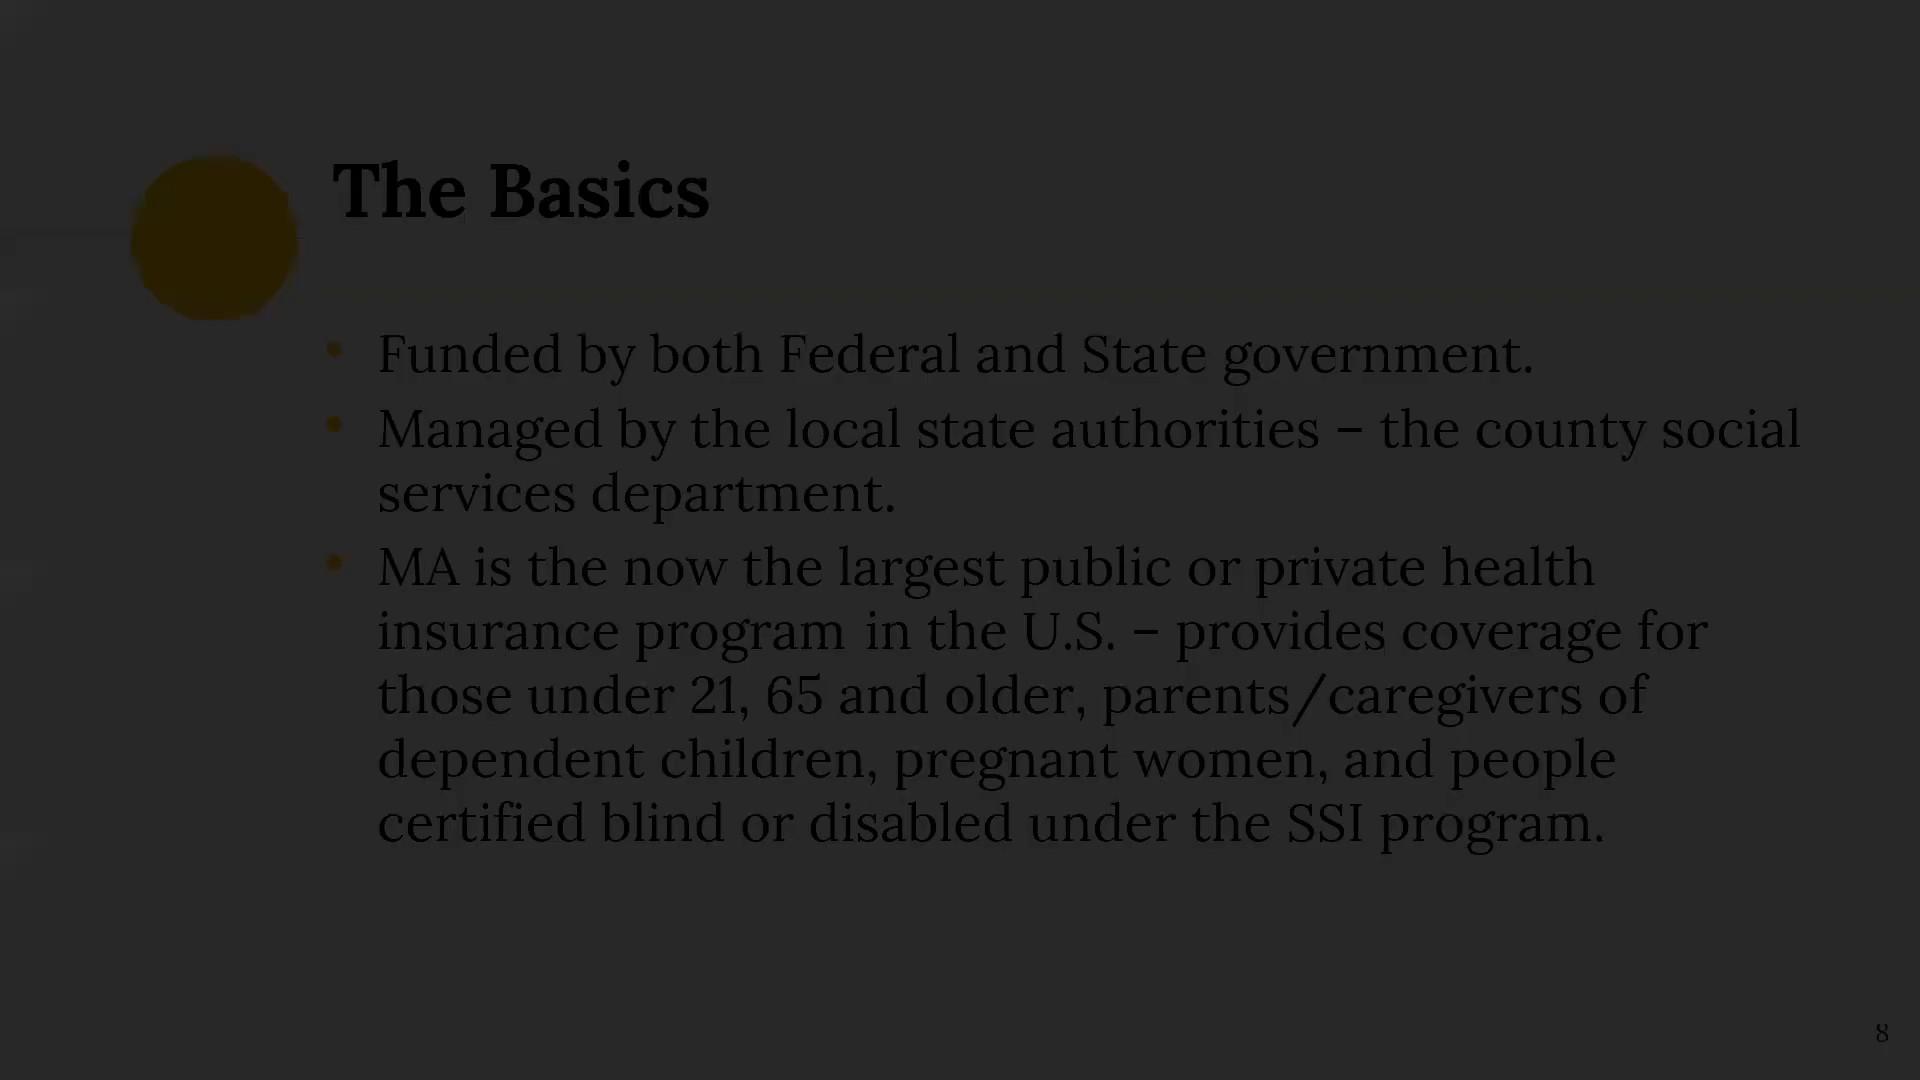 The Basics
• Funded by both Federal and State government.
• Managed by the local state authorities – the county social
services department.
• MA is the now the largest public or private health
insurance program in the U.S. – provides coverage for
those under 21, 65 and older, parents/caregivers of
dependent children, pregnant women, and people
certified blind or disabled under the SSI program.
8